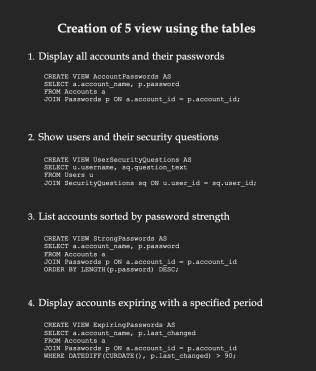 Creation of 5 view using the tables
1. Display all accounts and their passwords
CREATE VIEW AccountPasswords AS
SELECT a.account_name, p.password
FROM Accounts a
JOIN Passwords p ON a.account_id = p.account_id;
2. Show users and their security questions
CREATE VIEW UserSecurityQuestions AS
SELECT u.username, sq.question_text
FROM Users u
JOIN SecurityQuestions sq ON u.user_id = sq.user_id;
3. List accounts sorted by password strength
CREATE VIEW StrongPasswords AS
SELECT a.account_name, p.password
FROM Accounts a
JOIN Passwords p ON a.account_id = p.account_id
ORDER BY LENGTH(p.password) DESC;
4. Display accounts expiring with a specified period
CREATE VIEW ExpiringPasswords AS
SELECT a.account_name, p.last_changed
FROM Accounts a
JOIN Passwords p ON a.account_id = p.account_id
WHERE DATEDIFF(CURDATE(), p.last_changed) > 90;